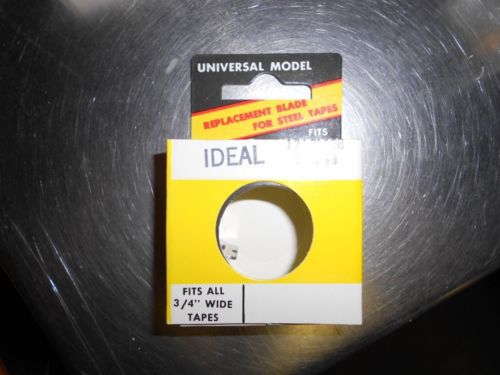 UNIVERSAL MODEL
REPLACEMENT BLADE
FOR STEEL TAPES
FITS
IDEAL
FITS ALL
3/4" WIDE
TAPES